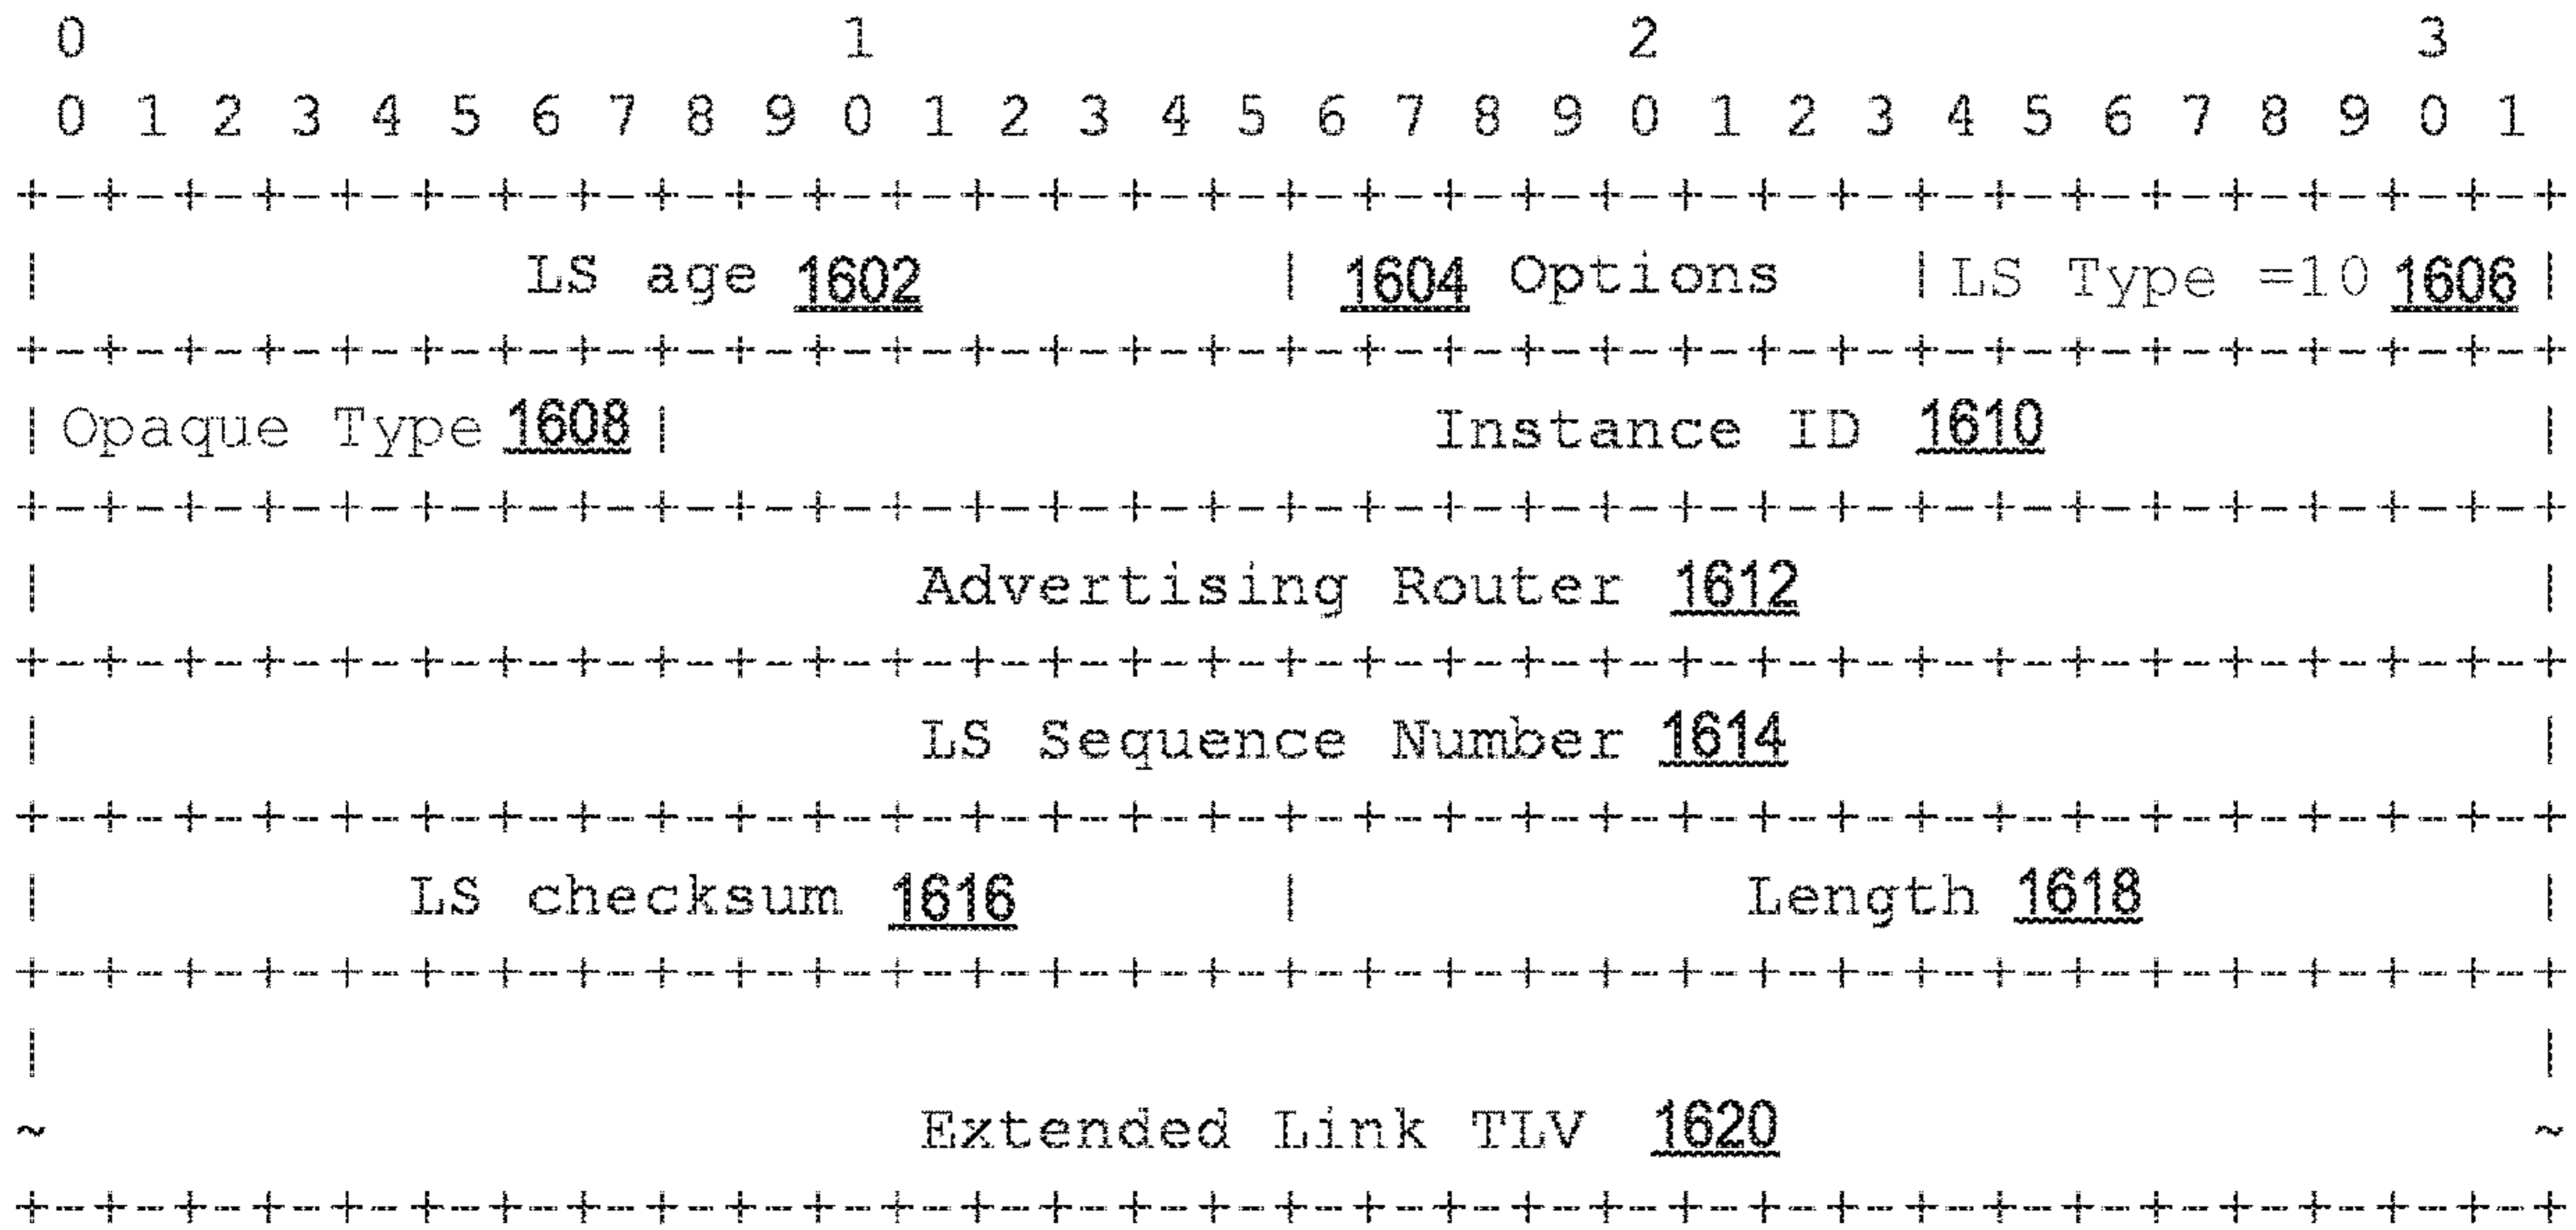 0 1 2 3
0 1 2 3 4 5 6 7 8 9 0 1 2 3 4 5 6 7 8 9 0 1 2 3 4 5 6 7 8 9 0 1
+-+-+-+-+-+-+-+-+-+-+-+-+-+-+-+-+-+-+-+-+-+-+-+-+-+-+-+-+-+-+-+-+
| LS age 1602 | 1604 Options | LS Type =10 1606 |
+-+-+-+-+-+-+-+-+-+-+-+-+-+-+-+-+-+-+-+-+-+-+-+-+-+-+-+-+-+-+-+-+
| Opaque Type 1608 | Instance ID 1610 |
+-+-+-+-+-+-+-+-+-+-+-+-+-+-+-+-+-+-+-+-+-+-+-+-+-+-+-+-+-+-+-+-+
| Advertising Router 1612 |
+-+-+-+-+-+-+-+-+-+-+-+-+-+-+-+-+-+-+-+-+-+-+-+-+-+-+-+-+-+-+-+-+
| LS Sequence Number 1614 |
+-+-+-+-+-+-+-+-+-+-+-+-+-+-+-+-+-+-+-+-+-+-+-+-+-+-+-+-+-+-+-+-+
| LS checksum 1616 | Length 1618 |
+-+-+-+-+-+-+-+-+-+-+-+-+-+-+-+-+-+-+-+-+-+-+-+-+-+-+-+-+-+-+-+-+
| |
~ Extended Link TLV 1620 ~
+-+-+-+-+-+-+-+-+-+-+-+-+-+-+-+-+-+-+-+-+-+-+-+-+-+-+-+-+-+-+-+-+